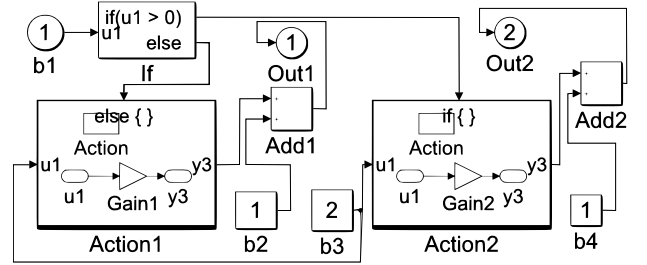 1
b1
if(u1 > 0)
u1
else
If
1
Out1
2
Out2
else { }
Action
u1
u1
Gain1
y3
y3
Action1
Add1
1
b2
2
b3
if { }
Action
u1
u1
Gain2
y3
y3
Action2
Add2
1
b4